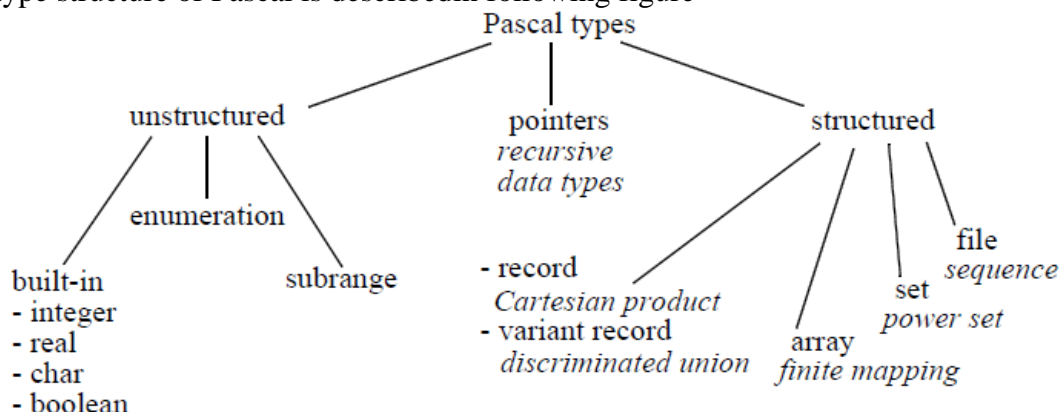 type structure of Pascal is describedin following figure
Pascal types
unstructured
pointers
recursive
data types
structured
enumeration
subrange
built-in
- integer
- real
- char
- boolean
- record
Cartesian product
- variant record
discriminated union
array
finite mapping
set
power set
file
sequence